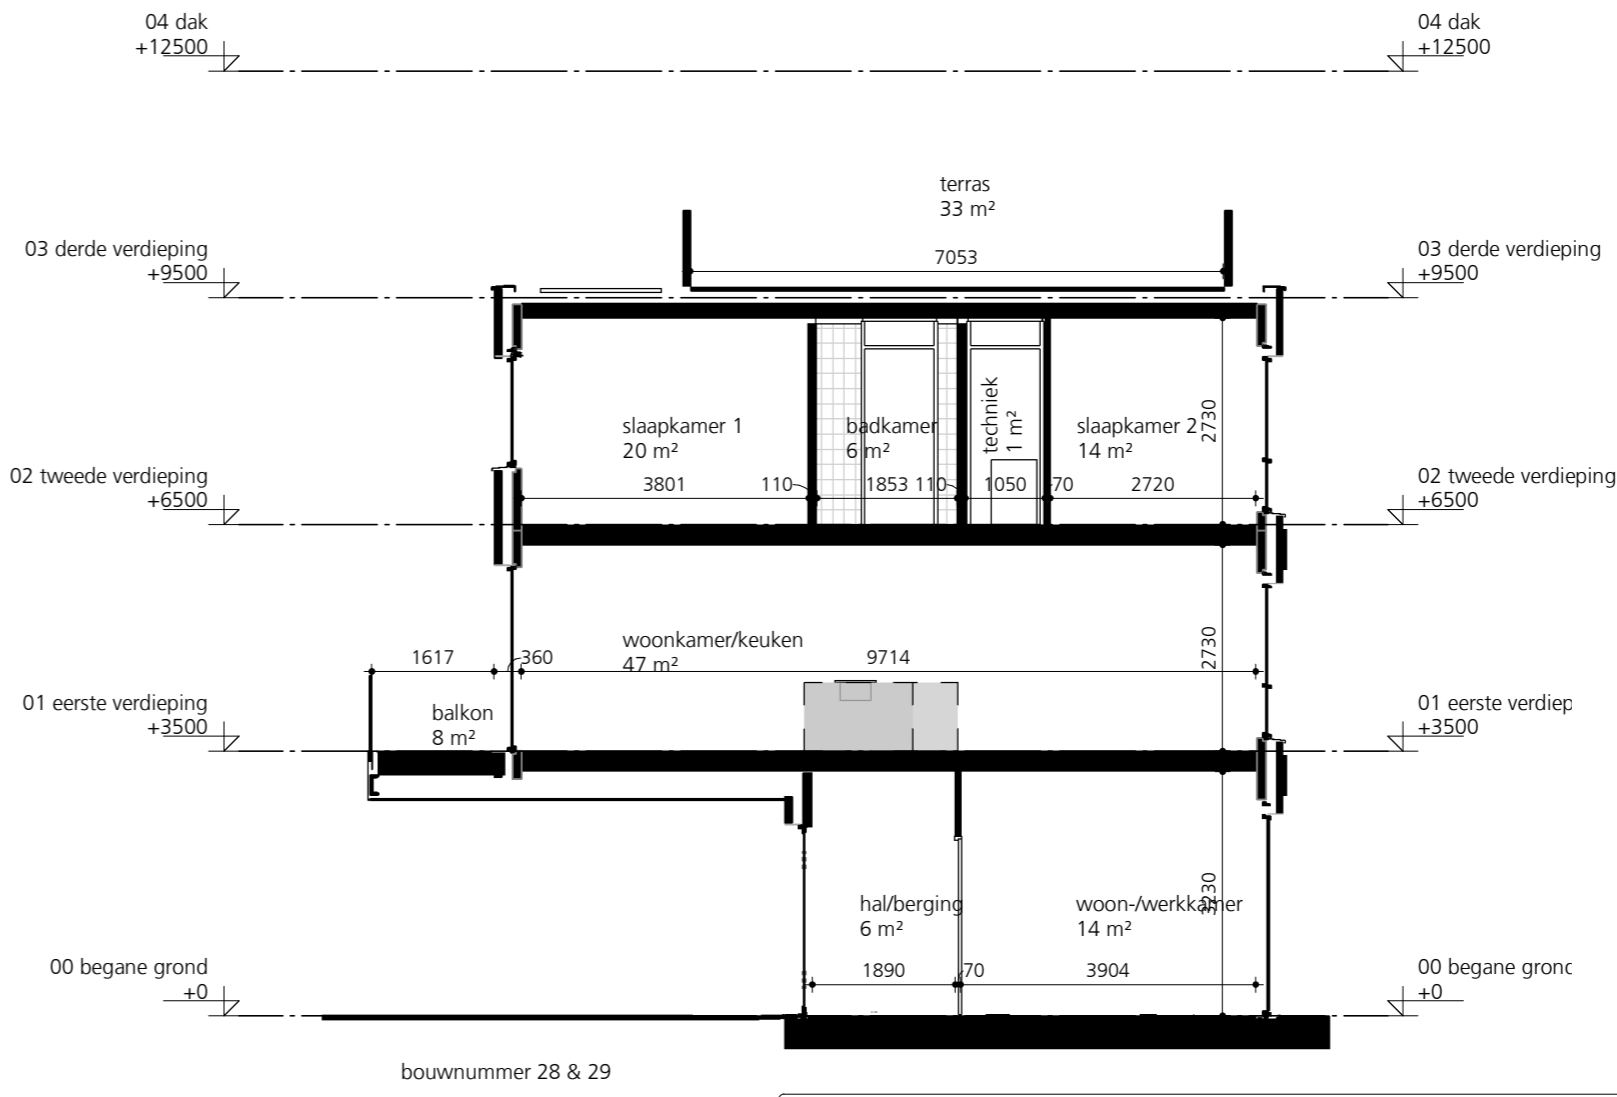 04 dak
+12500
04 dak
+12500
terras
33 m²
7053
03 derde verdieping
+9500
03 derde verdieping
+9500
slaapkamer 1
20 m²
badkamer
6 m²
techniek
1 m²
slaapkamer 2
14 m²
2730
02 tweede verdieping
+6500
02 tweede verdieping
+6500
3801
110
1853
110
1050
70
2720
woonkamer/keuken
47 m²
1617
360
9714
2730
01 eerste verdieping
+3500
01 eerste verdiep
+3500
balkon
8 m²
hal/berging
6 m²
woon-/werkkamer
14 m²
3230
1890
70
3904
00 begane grond
+0
00 begane gronc
+0
bouwnummer 28 & 29